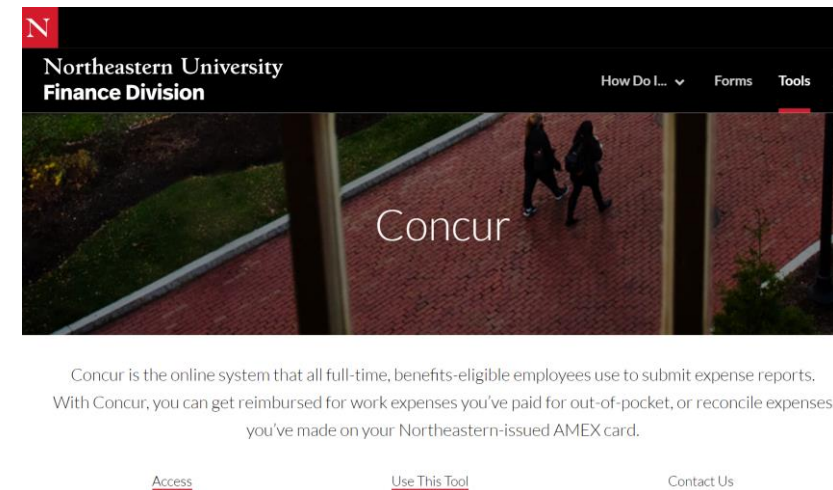 N
Northeastern University
Finance Division
How Do I... Forms Tools
Concur
Concur is the online system that all full-time, benefits-eligible employees use to submit expense reports.
With Concur, you can get reimbursed for work expenses you've paid for out-of-pocket, or reconcile expenses
you've made on your Northeastern-issued AMEX card.
Access Use This Tool Contact Us